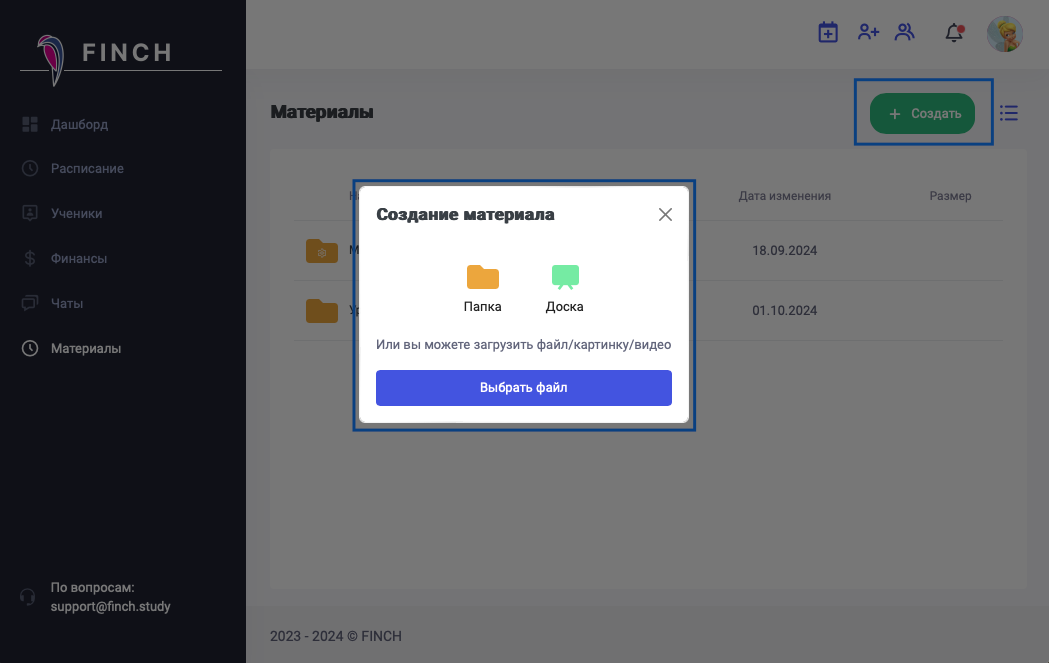 FINCH
Дашборд
Расписание
Ученики
Финансы
Чаты
Материалы
По вопросам:
support@finch.study
Материалы
+ Создать
Дата изменения
Размер
18.09.2024
01.10.2024
Создание материала
Папка
Доска
Или вы можете загрузить файл/картинку/видео
Выбрать файл
2023 - 2024 © FINCH